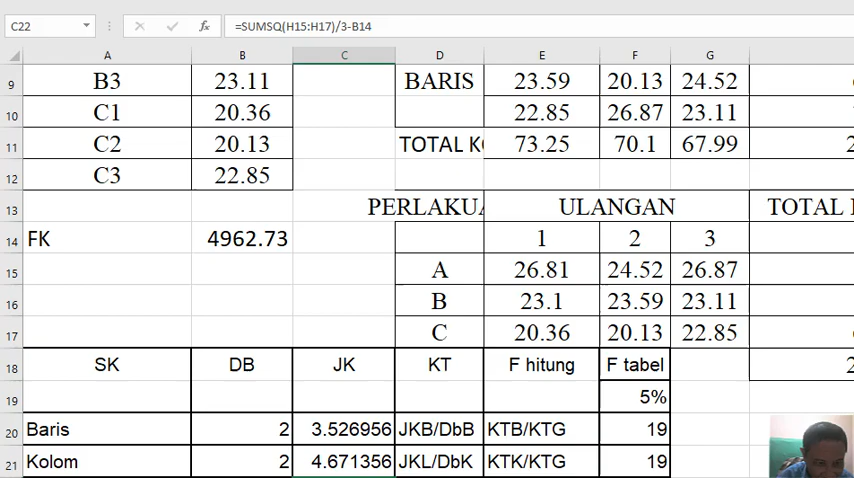 C22 fx =SUMSQ(H15:H17)/3-B14
A B C D E F G
9 B3 23.11 BARIS 23.59 20.13 24.52
10 C1 20.36 22.85 26.87 23.11
11 C2 20.13 TOTAL K 73.25 70.1 67.99 2
12 C3 22.85
13 PERLAKUA ULANGAN TOTAL
14 FK 4962.73 1 2 3
15 A 26.81 24.52 26.87
16 B 23.1 23.59 23.11
17 C 20.36 20.13 22.85
18 SK DB JK KT F hitung F tabel 2
19 5%
20 Baris 2 3.526956 JKB/DbB KTB/KTG 19
21 Kolom 2 4.671356 JKL/DbK KTK/KTG 19